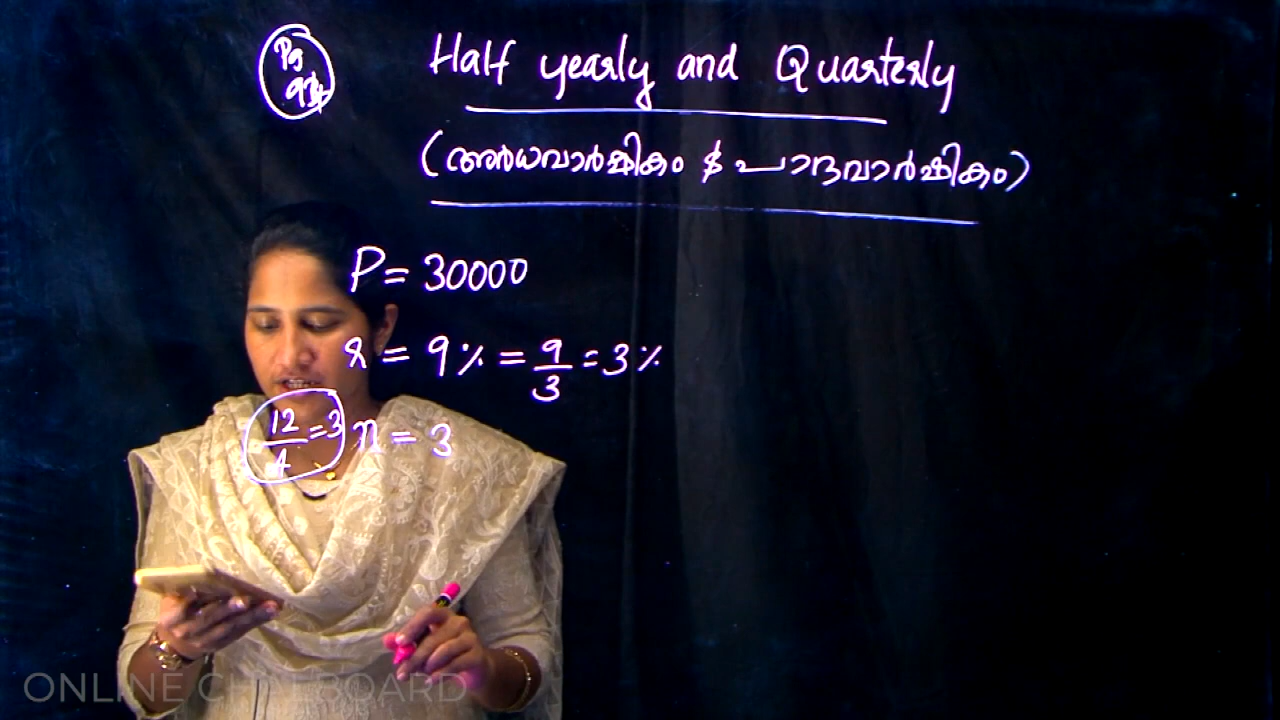 Pg
93
Half yearly and Quarterly
(അർധവാർഷികം & പാദവാർഷികം)
P = 30000
r = 9% = 9/3 = 3%
12/4 = 3
n = 3
ONLINE CHALBOARD